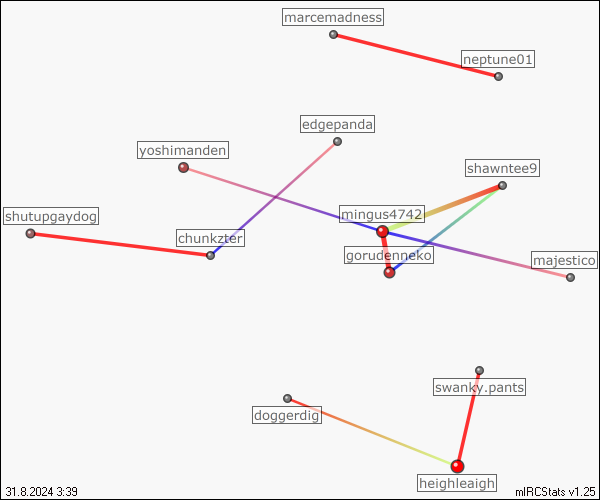 marcemadness
neptune01
edgepanda
yoshimanden
shawntee9
mingus4742
shutupgaydog
chunkzter
gorudenneko
majestico
swanky.pants
doggerdig
heighleaigh
31.8.2024 3:39
mIRCStats v1.25